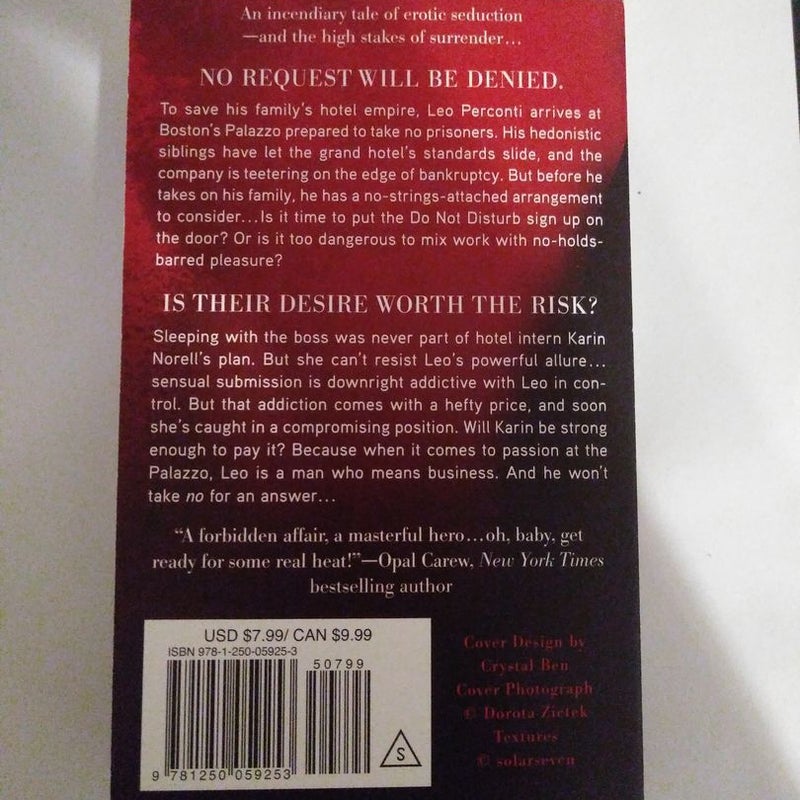 An incendiary tale of erotic seduction
—and the high stakes of surrender...
NO REQUEST WILL BE DENIED.
To save his family's hotel empire, Leo Perconti arrives at
Boston's Palazzo prepared to take no prisoners. His hedonistic
siblings have let the grand hotel's standards slide, and the
company is teetering on the edge of bankruptcy. But before he
takes on his family, he has a no-strings-attached arrangement
to consider...Is it time to put the Do Not Disturb sign up on
the door? Or is it too dangerous to mix work with no-holds-
barred pleasure?
IS THEIR DESIRE WORTH THE RISK?
Sleeping with the boss was never part of hotel intern Karin
Norell's plan. But she can't resist Leo's powerful allure...
sensual submission is downright addictive with Leo in con-
trol. But that addiction comes with a hefty price, and soon
she's caught in a compromising position. Will Karin be strong
enough to pay it? Because when it comes to passion at the
Palazzo, Leo is a man who means business. And he won't
take no for an answer...
“A forbidden affair, a masterful hero...oh, baby, get
ready for some real heat!”—Opal Carew, New York Times
bestselling author
USD $7.99/ CAN $9.99
ISBN 978-1-250-05925-3
50799
9 781250 059253
S
Cover Design by
Crystal Ben
Cover Photograph
© Dorota Zietek
Textures
© solarseven